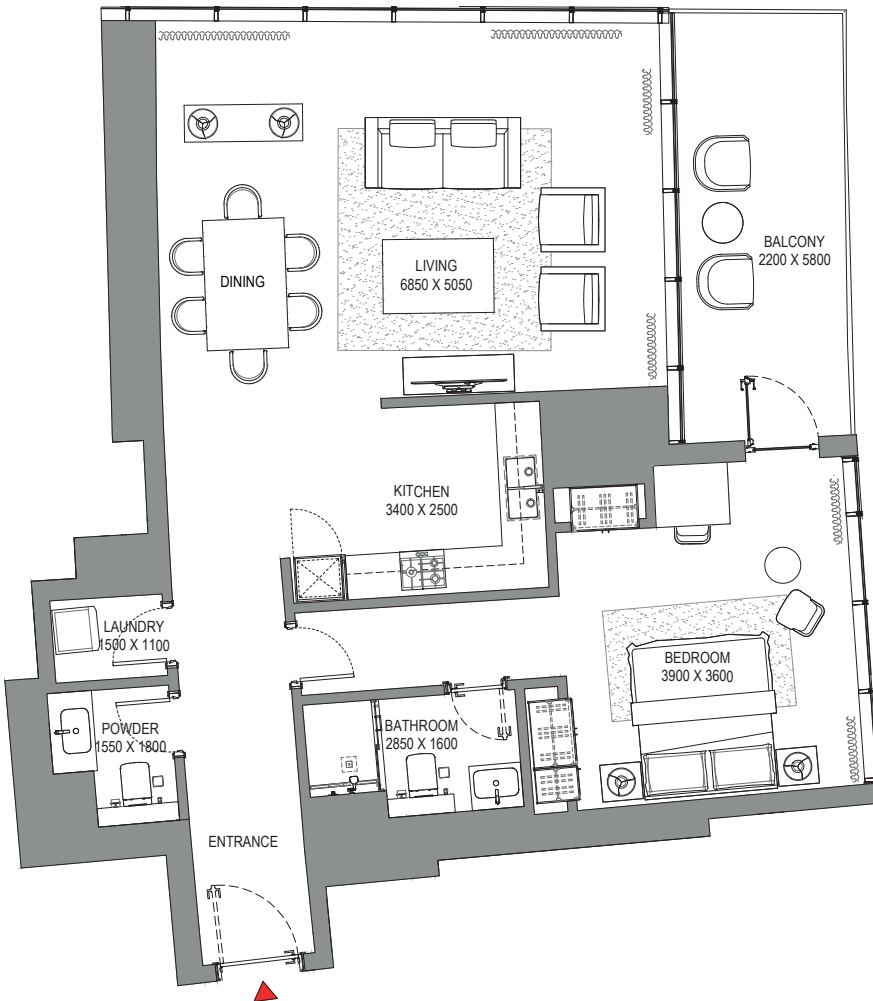 BALCONY
2200 X 5800
LIVING
6850 X 5050
DINING
KITCHEN
3400 X 2500
LAUNDRY
1500 X 1100
BEDROOM
3900 X 3600
POWDER
1550 X 1800
BATHROOM
2850 X 1600
ENTRANCE